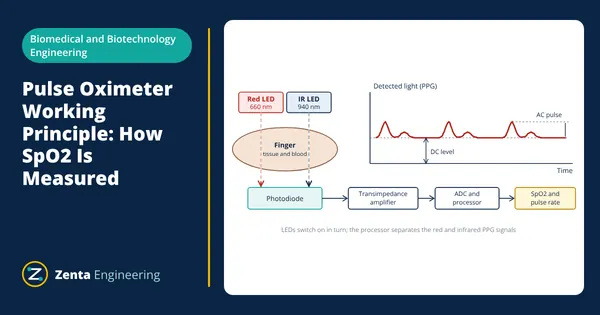 Biomedical and Biotechnology
Engineering
Pulse Oximeter
Working
Principle: How
SpO2 Is
Measured
Zenta Engineering
Red LED
660 nm
IR LED
940 nm
Finger
tissue and blood
Detected light (PPG)
AC pulse
DC level
Time
Photodiode
Transimpedance
amplifier
ADC and
processor
SpO2 and
pulse rate
LEDs switch on in turn; the processor separates the red and infrared PPG signals